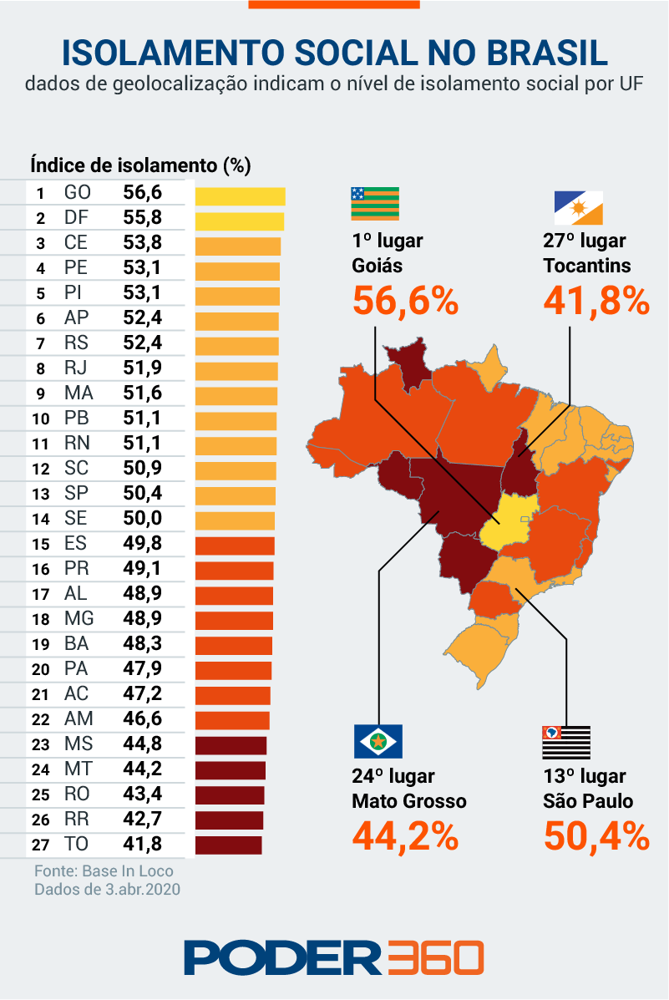 ISOLAMENTO SOCIAL NO BRASIL
dados de geolocalização indicam o nível de isolamento social por UF
Índice de isolamento (%)
1 GO 56,6
2 DF 55,8
3 CE 53,8
4 PE 53,1
5 PI 53,1
6 AP 52,4
7 RS 52,4
8 RJ 51,9
9 MA 51,6
10 PB 51,1
11 RN 51,1
12 SC 50,9
13 SP 50,4
14 SE 50,0
15 ES 49,8
16 PR 49,1
17 AL 48,9
18 MG 48,9
19 BA 48,3
20 PA 47,9
21 AC 47,2
22 AM 46,6
23 MS 44,8
24 MT 44,2
25 RO 43,4
26 RR 42,7
27 TO 41,8
Fonte: Base In Loco
Dados de 3.abr.2020
1º lugar
Goiás
56,6%
27º lugar
Tocantins
41,8%
24º lugar
Mato Grosso
44,2%
13º lugar
São Paulo
50,4%
PODER360